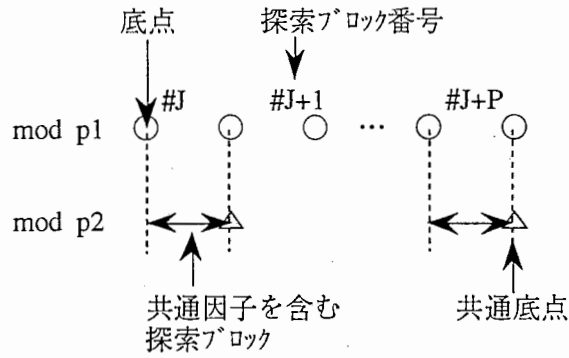 底点 探索ブロック番号
#J #J+1 #J+P
mod p1 …
mod p2
共通因子を含む 共通底点
探索ブロック